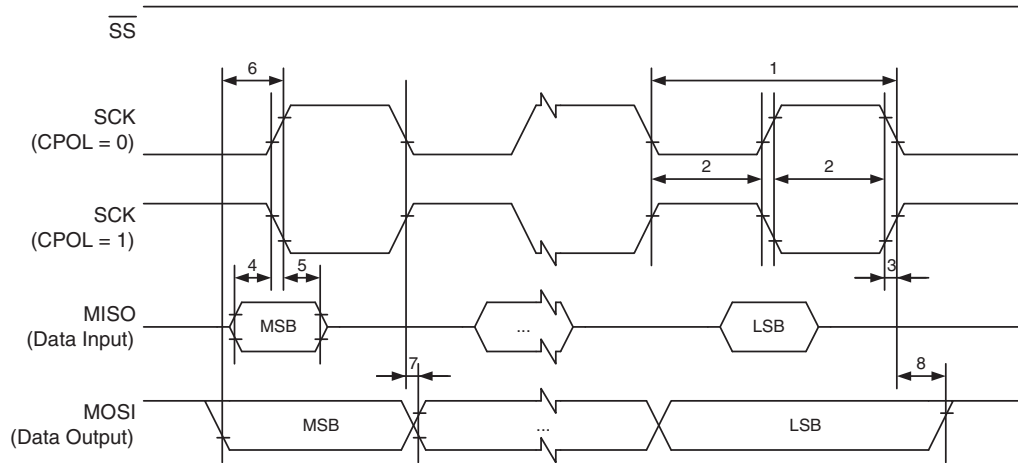 SS
6
1
SCK
(CPOL = 0)
2
2
SCK
(CPOL = 1)
4
5
3
MISO
(Data Input)
MSB
...
LSB
7
8
MOSI
(Data Output)
MSB
...
LSB